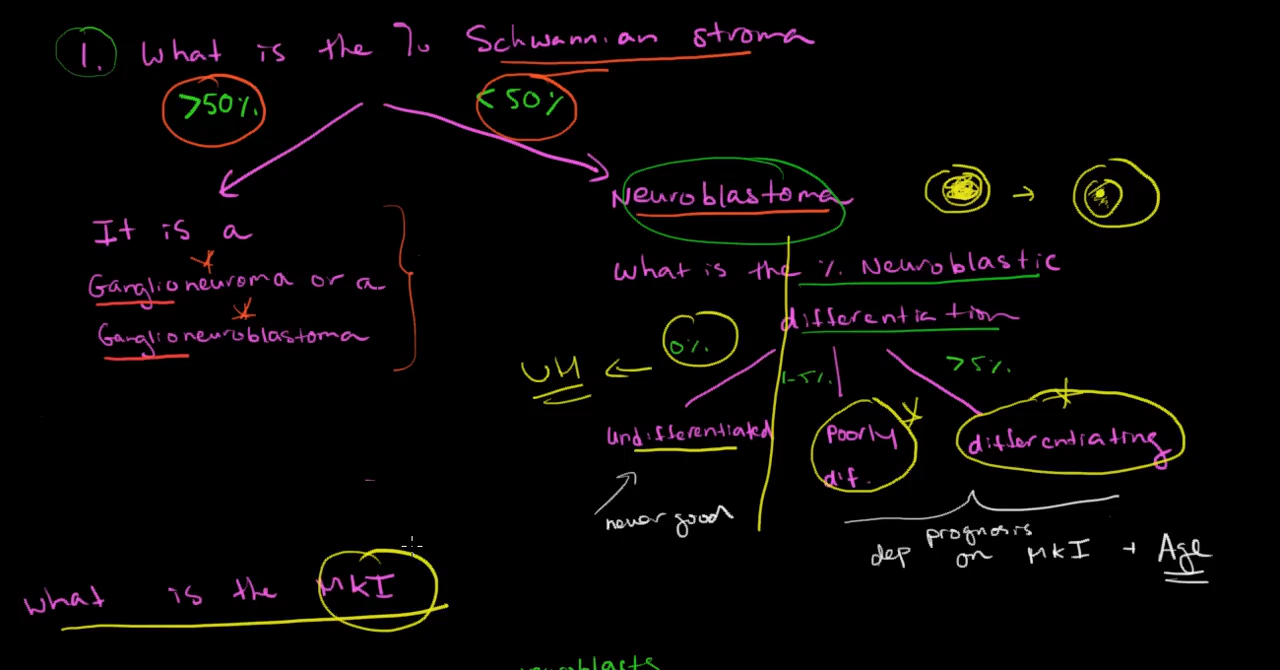 1. What is the % Schwannian stroma
>50%. <50%
Neuroblastoma
It is a
Ganglioneuroma or a
Ganglioneuroblastoma
What is the % Neuroblastic
differentiation
0%.
1-5%.
>5%.
UH
Undifferentiated
Poorly
dif.
differentiating
never good
prognosis
dep on MKI + Age
What is the MKI
neuroblasts